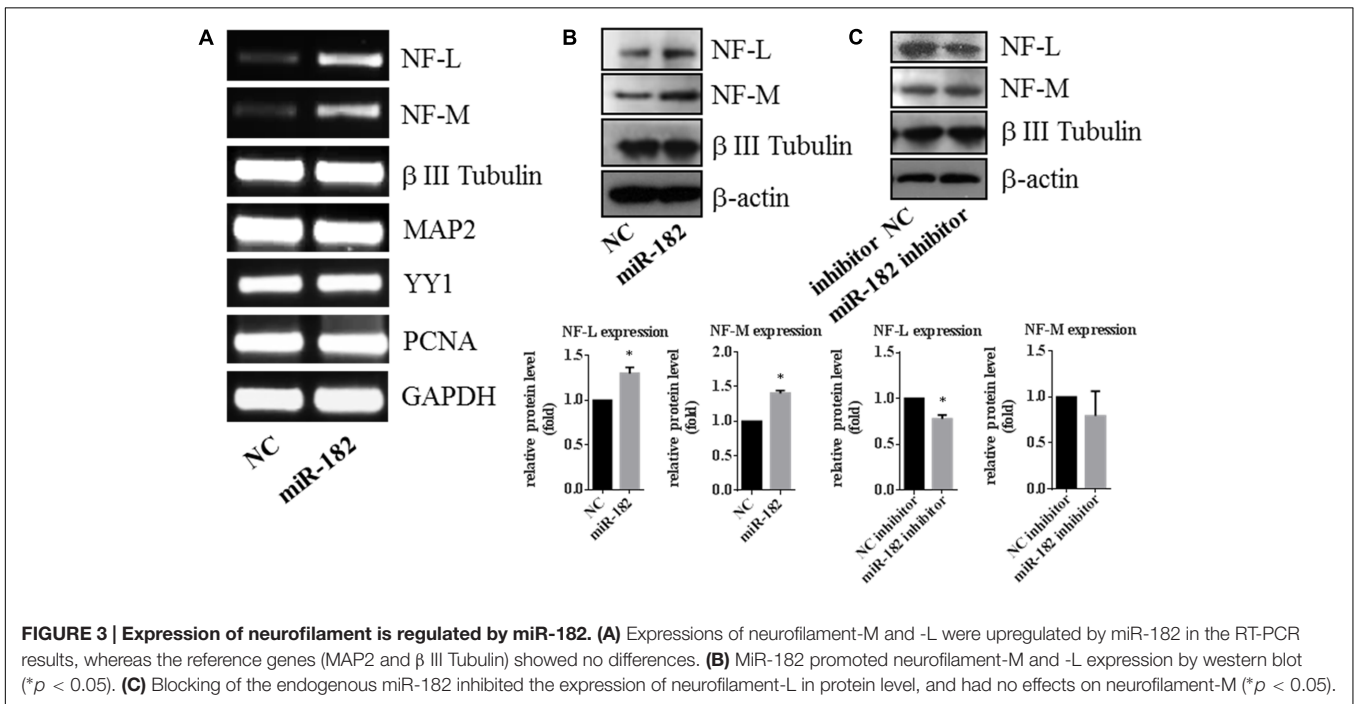 A
NF-L
NF-M
β III Tubulin
MAP2
YY1
PCNA
GAPDH
NC
miR-182
B
NF-L
NF-M
β III Tubulin
β-actin
NC
miR-182
C
NF-L
NF-M
β III Tubulin
β-actin
inhibitor NC
miR-182 inhibitor
NF-L expression
relative protein level
(fold)
1.5
1.0
0.5
0.0
*
NC
miR-182
NF-M expression
relative protein level
(fold)
2.0
1.5
1.0
0.5
0.0
*
NC
miR-182
NF-L expression
relative protein level
(fold)
1.5
1.0
0.5
0.0
*
NC inhibitor
miR-182 inhibitor
NF-M expression
relative protein level
(fold)
1.5
1.0
0.5
0.0
NC inhibitor
miR-182 inhibitor
FIGURE 3 | Expression of neurofilament is regulated by miR-182. (A) Expressions of neurofilament-M and -L were upregulated by miR-182 in the RT-PCR
results, whereas the reference genes (MAP2 and β III Tubulin) showed no differences. (B) MiR-182 promoted neurofilament-M and -L expression by western blot
(*p < 0.05). (C) Blocking of the endogenous miR-182 inhibited the expression of neurofilament-L in protein level, and had no effects on neurofilament-M (*p < 0.05).